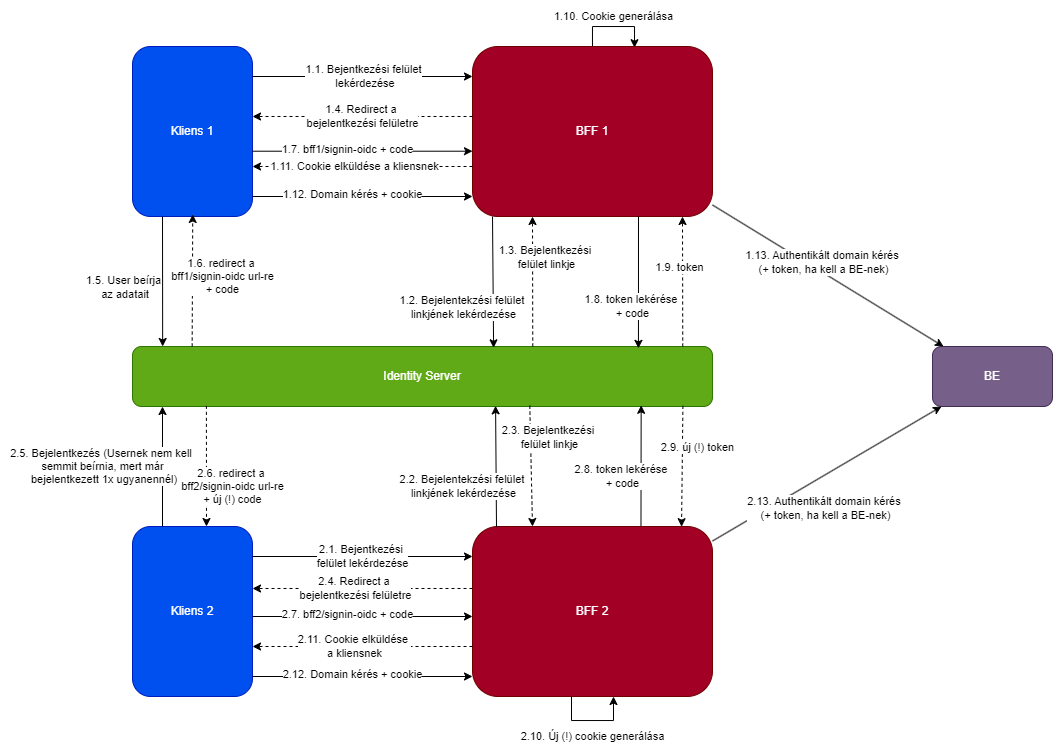 1.10. Cookie generálása
1.1. Bejentkezési felület
lekérdezése
1.4. Redirect a
bejelentkezési felületre
Kliens 1
BFF 1
1.7. bff1/signin-oidc + code
1.11. Cookie elküldése a kliensnek
1.12. Domain kérés + cookie
1.5. User beírja
az adatait
1.6. redirect a
bff1/signin-oidc url-re
+ code
1.3. Bejelentkezési
felület linkje
1.2. Bejelentekzési felület
linkjének lekérdezése
1.9. token
1.8. token lekérése
+ code
1.13. Authentikált domain kérés
(+ token, ha kell a BE-nek)
Identity Server
BE
2.5. Bejelentkezés (Usernek nem kell
semmit beírnia, mert már
bejelentkezett 1x ugyanennél)
2.6. redirect a
bff2/signin-oidc url-re
+ új (!) code
2.3. Bejelentkezési
felület linkje
2.2. Bejelentkezési felület
linkjének lekérdezése
2.9. új (!) token
2.8. token lekérése
+ code
2.13. Authentikált domain kérés
(+ token, ha kell a BE-nek)
2.1. Bejentkezési
felület lekérdezése
2.4. Redirect a
bejelentkezési felületre
Kliens 2
BFF 2
2.7. bff2/signin-oidc + code
2.11. Cookie elküldése
a kliensnek
2.12. Domain kérés + cookie
2.10. Új (!) cookie generálása